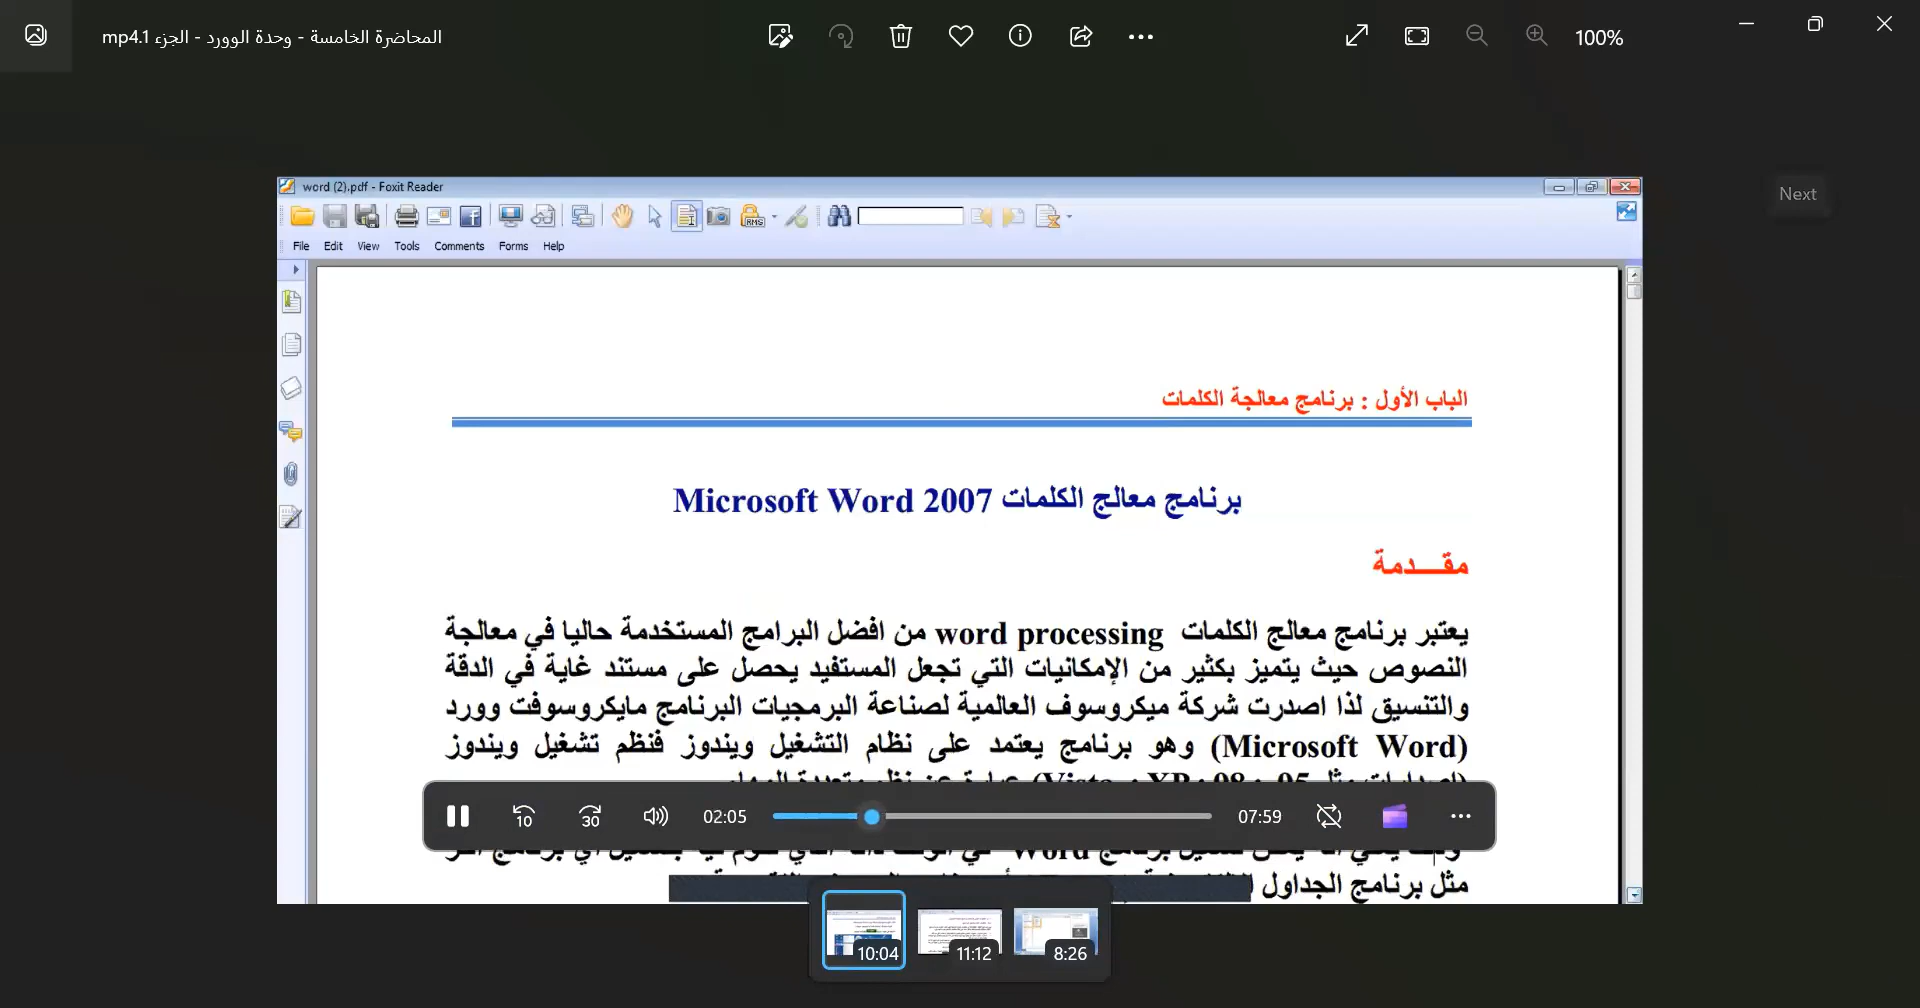 المحاضرة الخامسة - وحدة الوورد - الجزء 1.mp4
100%
Next
word (2).pdf - Foxit Reader
RMS
File Edit View Tools Comments Forms Help
الباب الأول : برنامج معالجة الكلمات
برنامج معالج الكلمات Microsoft Word 2007
مقـــدمة
يعتبر برنامج معالج الكلمات word processing من افضل البرامج المستخدمة حاليا في معالجة
النصوص حيث يتميز بكثير من الإمكانيات التي تجعل المستفيد يحصل على مستند غاية في الدقة
والتنسيق لذا اصدرت شركة ميكروسوف العالمية لصناعة البرمجيات البرنامج مايكروسوفت وورد
(Microsoft Word) وهو برنامج يعتمد على نظام التشغيل ويندوز فنظم تشغيل ويندوز
10 30 02:05 07:59
مثل برنامج الجداول
10:04 11:12 8:26